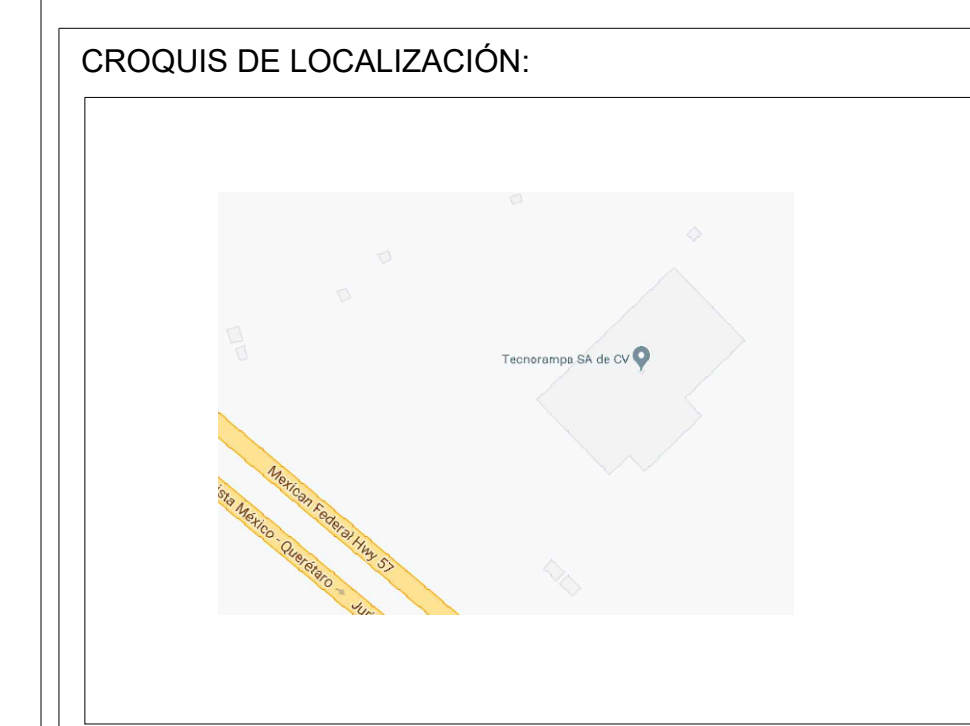 CROQUIS DE LOCALIZACIÓN:
Tecnorampa SA de CV
Mexican Federal Hwy 57
ista México - Querétaro